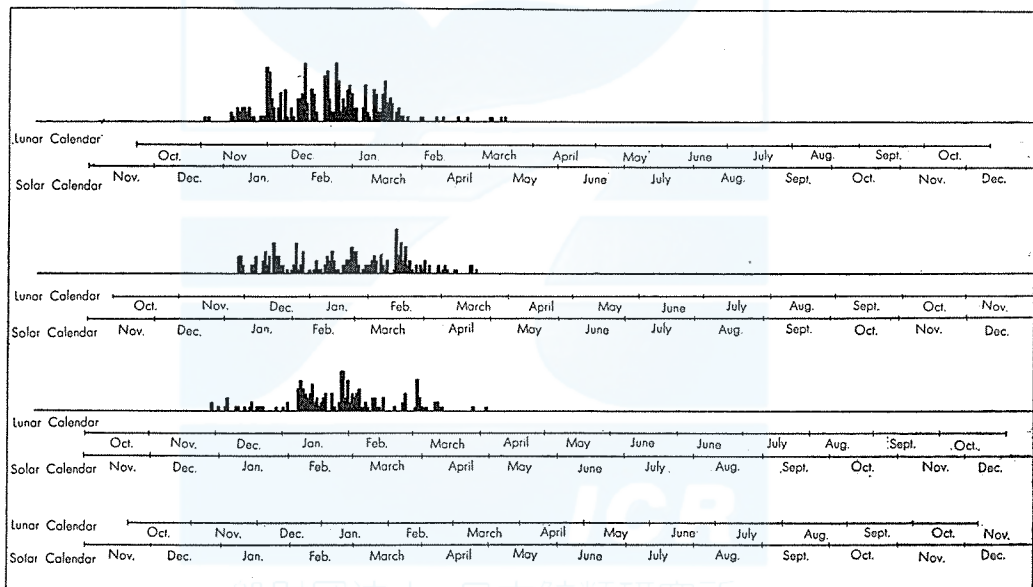 Lunar Calendar
Oct. Nov. Dec. Jan. Feb. March April May June July Aug. Sept. Oct.
Solar Calendar Nov. Dec. Jan. Feb. March April May June July Aug. Sept. Oct. Nov. Dec.
Lunar Calendar Oct. Nov. Dec. Jan. Feb. March April May June July Aug. Sept. Oct. Nov.
Solar Calendar Nov. Dec. Jan. Feb. March April May June July Aug. Sept. Oct. Nov. Dec.
Lunar Calendar
Oct. Nov. Dec. Jan. Feb. March April May June June July Aug. Sept. Oct.
Solar Calendar Nov. Dec. Jan. Feb. March April May June July Aug. Sept. Oct. Nov. Dec.
Lunar Calendar Oct. Nov. Dec. Jan. Feb. March April May June July Aug. Sept. Oct. Nov.
Solar Calendar Nov. Dec. Jan. Feb. March April May June July Aug. Sept. Oct. Nov. Dec.
ICR